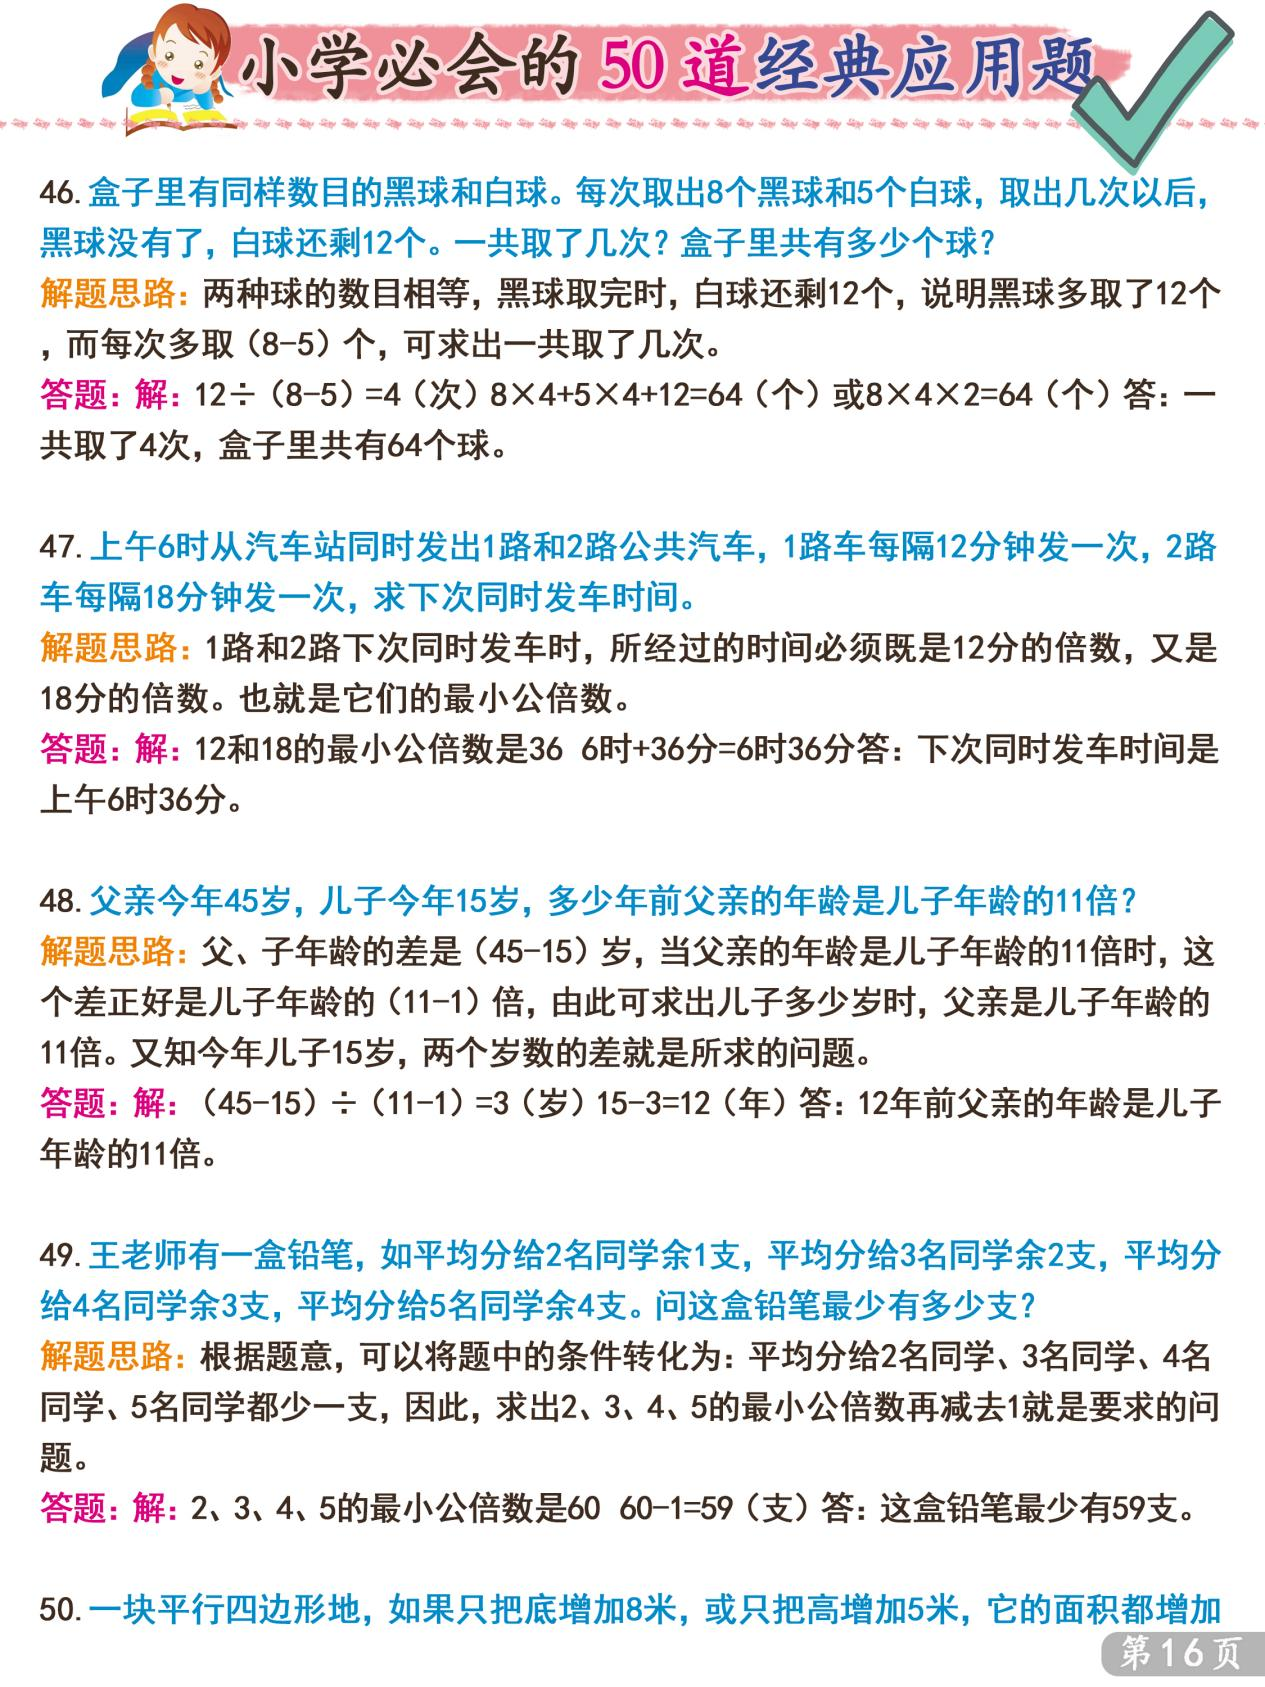 小学必会的50道经典应用题
46.盒子里有同样数目的黑球和白球。每次取出8个黑球和5个白球，取出几次以后，
黑球没有了，白球还剩12个。一共取了几次？盒子里共有多少个球？
解题思路：两种球的数目相等，黑球取完时，白球还剩12个，说明黑球多取了12个
，而每次多取（8-5）个，可求出一共取了几次。
答题：解：12÷（8-5）=4（次）8×4+5×4+12=64（个）或8×4×2=64（个）答：一
共取了4次，盒子里共有64个球。
47.上午6时从汽车站同时发出1路和2路公共汽车，1路车每隔12分钟发一次，2路
车每隔18分钟发一次，求下次同时发车时间。
解题思路：1路和2路下次同时发车时，所经过的时间必须既是12分的倍数，又是
18分的倍数。也就是它们的最小公倍数。
答题：解：12和18的最小公倍数是36 6时+36分=6时36分答：下次同时发车时间是
上午6时36分。
48.父亲今年45岁，儿子今年15岁，多少年前父亲的年龄是儿子年龄的11倍？
解题思路：父、子年龄的差是（45-15）岁，当父亲的年龄是儿子年龄的11倍时，这
个差正好是儿子年龄的（11-1）倍，由此可求出儿子多少岁时，父亲是儿子年龄的
11倍。又知今年儿子15岁，两个岁数的差就是所求的问题。
答题：解：（45-15）÷（11-1）=3（岁）15-3=12（年）答：12年前父亲的年龄是儿子
年龄的11倍。
49.王老师有一盒铅笔，如平均分给2名同学余1支，平均分给3名同学余2支，平均分
给4名同学余3支，平均分给5名同学余4支。问这盒铅笔最少有多少支？
解题思路：根据题意，可以将题中的条件转化为：平均分给2名同学、3名同学、4名
同学、5名同学都少一支，因此，求出2、3、4、5的最小公倍数再减去1就是要求的问
题。
答题：解：2、3、4、5的最小公倍数是60 60-1=59（支）答：这盒铅笔最少有59支。
50.一块平行四边形地，如果只把底增加8米，或只把高增加5米，它的面积都增加
第16页